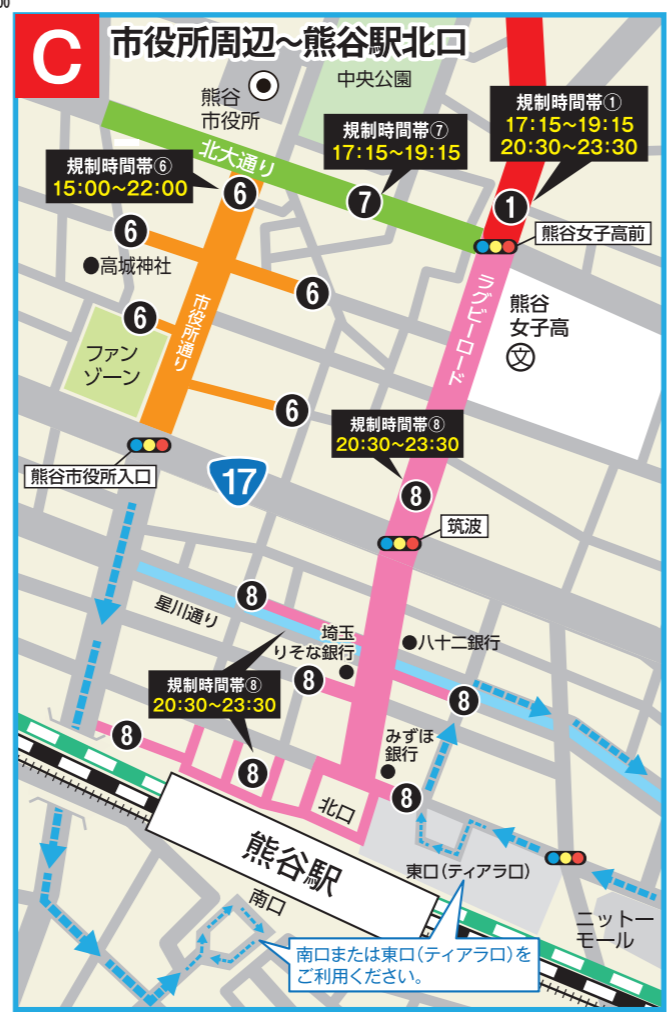 C
市役所周辺～熊谷駅北口
熊谷
市役所
中央公園
規制時間帯①
17:15～19:15
20:30～23:30
規制時間帯⑦
17:15～19:15
規制時間帯⑥
15:00～22:00
北大通り
6
7
1
熊谷女子高前
6
●高城神社
6
市役所通り
ラグビーロード
熊谷
女子高
文
6
ファン
ゾーン
6
規制時間帯⑧
20:30～23:30
熊谷市役所入口
17
8
筑波
星川通り
8
埼玉
りそな銀行
●八十二銀行
8
8
規制時間帯⑧
20:30～23:30
8
8
みずほ
銀行
8
北口
熊谷駅
東口(ティアラ口)
南口
ニットー
モール
南口または東口(ティアラ口)を
ご利用ください。